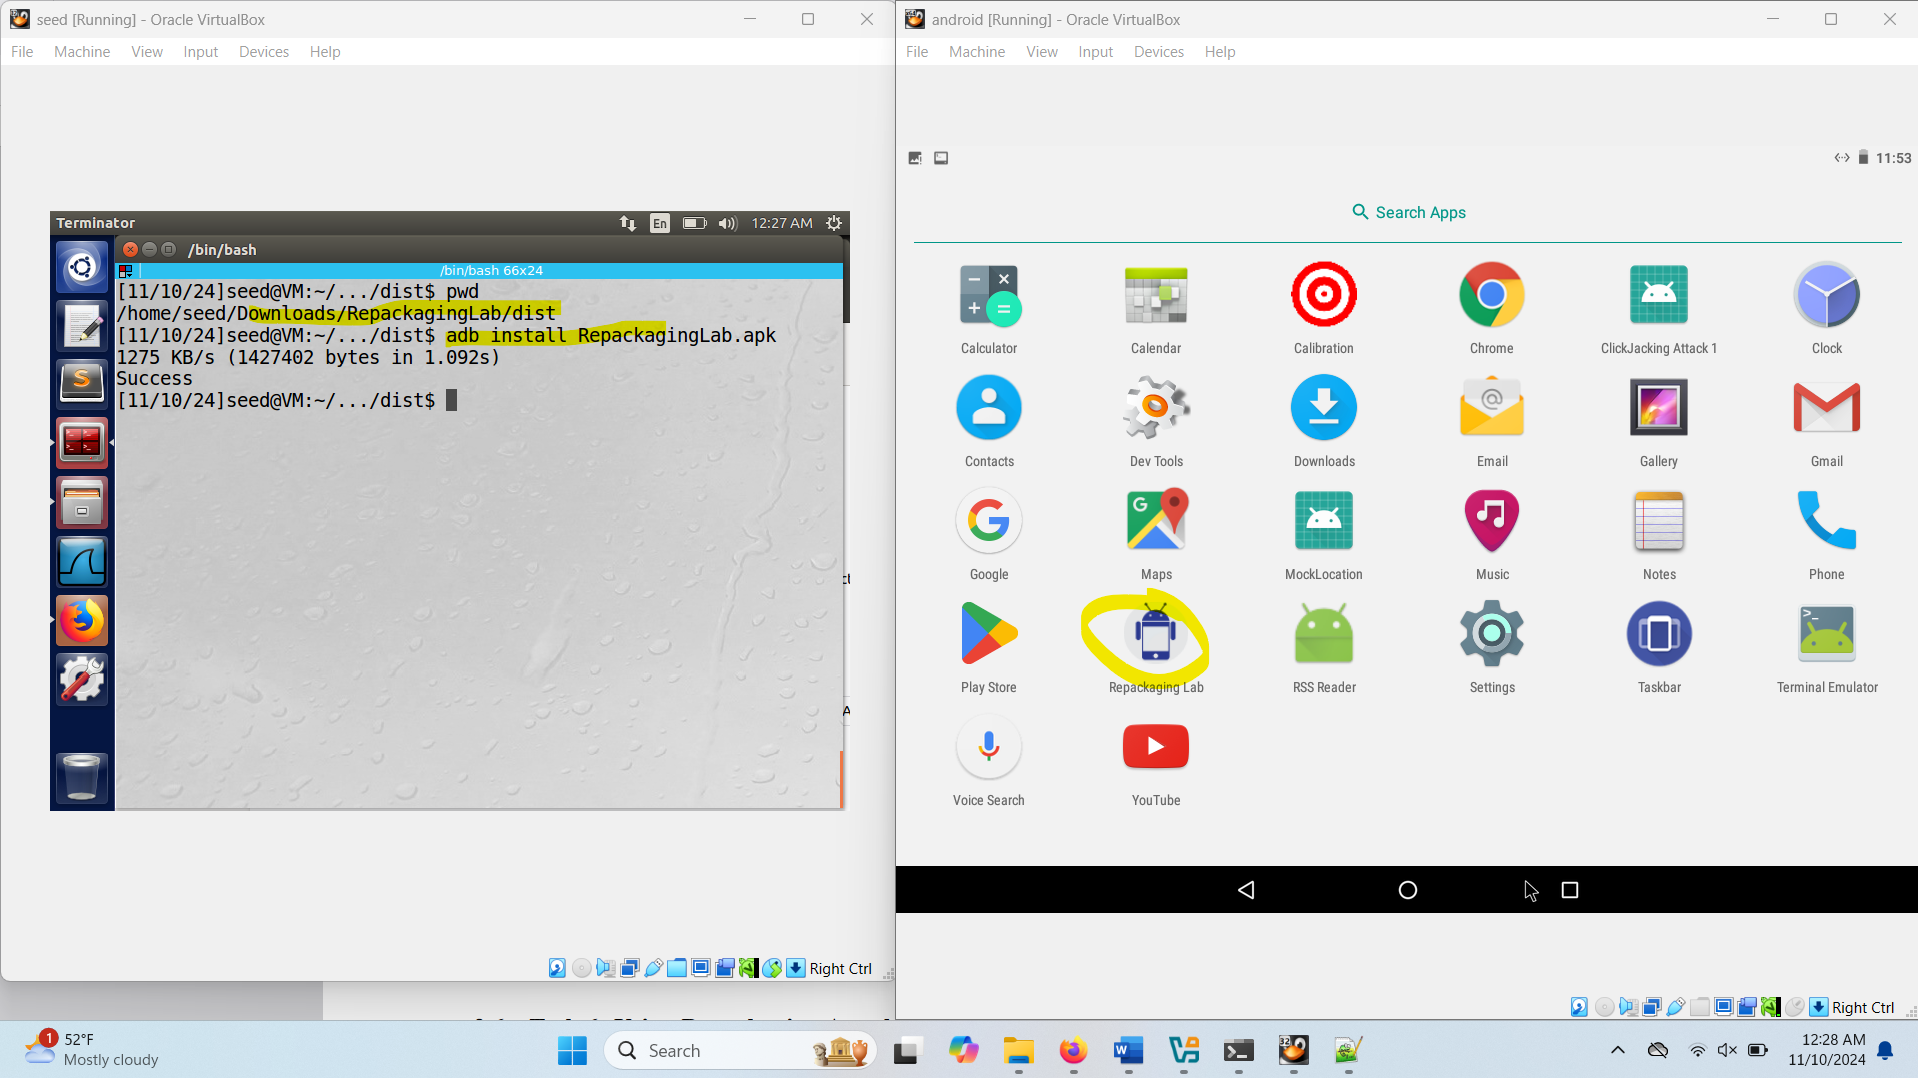 seed [Running] - Oracle VirtualBox
File Machine View Input Devices Help
Terminator
En
12:27 AM
/bin/bash
/bin/bash 66x24
[11/10/24]seed@VM:~/.../dist$ pwd
/home/seed/Downloads/RepackagingLab/dist
[11/10/24]seed@VM:~/.../dist$ adb install RepackagingLab.apk
1275 KB/s (1427402 bytes in 1.092s)
Success
[11/10/24]seed@VM:~/.../dist$
Right Ctrl
android [Running] - Oracle VirtualBox
File Machine View Input Devices Help
11:53
Search Apps
Calculator Calendar Calibration Chrome ClickJacking Attack 1 Clock
Contacts Dev Tools Downloads Email Gallery Gmail
Google Maps MockLocation Music Notes Phone
Play Store Repackaging Lab RSS Reader Settings Taskbar Terminal Emulator
Voice Search YouTube
Right Ctrl
1
52°F
Mostly cloudy
Search
12:28 AM
11/10/2024